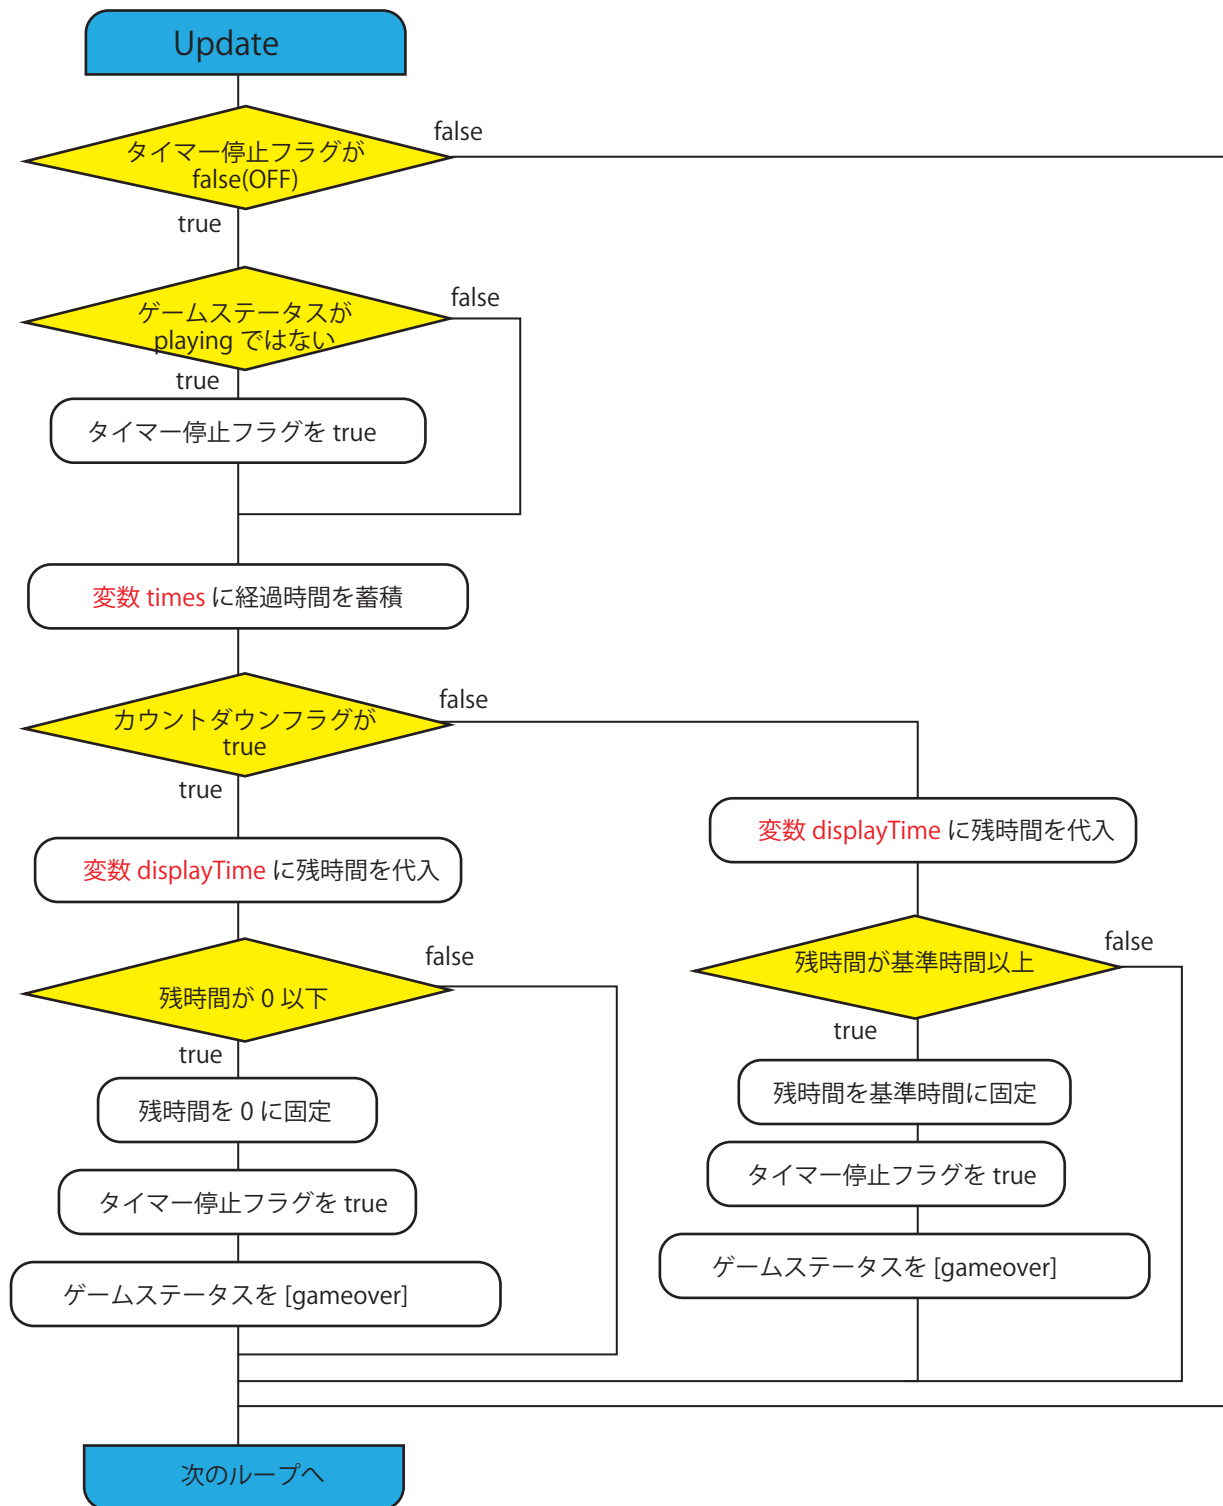 Update
false
タイマー停止フラグが
false(OFF)
true
false
ゲームステータスが
playing ではない
true
タイマー停止フラグを true
変数 times に経過時間を蓄積
false
カウントダウンフラグが
true
true
変数 displayTime に残時間を代入
変数 displayTime に残時間を代入
false
残時間が 0 以下
true
残時間を 0 に固定
タイマー停止フラグを true
ゲームステータスを [gameover]
false
残時間が基準時間以上
true
残時間を基準時間に固定
タイマー停止フラグを true
ゲームステータスを [gameover]
次のループへ